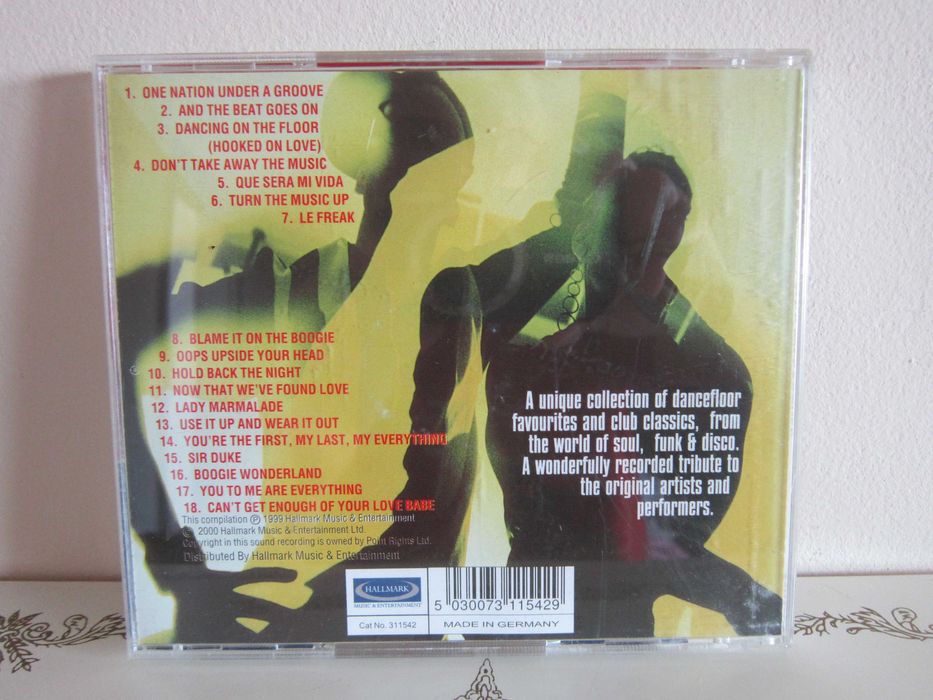 1. ONE NATION UNDER A GROOVE
2. AND THE BEAT GOES ON
3. DANCING ON THE FLOOR
(HOOKED ON LOVE)
4. DON'T TAKE AWAY THE MUSIC
5. QUE SERA MI VIDA
6. TURN THE MUSIC UP
7. LE FREAK
8. BLAME IT ON THE BOOGIE
9. OOPS UPSIDE YOUR HEAD
10. HOLD BACK THE NIGHT
11. NOW THAT WE'VE FOUND LOVE
12. LADY MARMALADE
13. USE IT UP AND WEAR IT OUT
14. YOU'RE THE FIRST, MY LAST, MY EVERYTHING
15. SIR DUKE
16. BOOGIE WONDERLAND
17. YOU TO ME ARE EVERYTHING
18. CAN'T GET ENOUGH OF YOUR LOVE BABE
This compilation ℗ 1999 Hallmark Music & Entertainment
© 2000 Hallmark Music & Entertainment Ltd.
Copyright in this sound recording is owned by Point Rights Ltd.
Distributed By Hallmark Music & Entertainment
A unique collection of dancefloor
favourites and club classics, from
the world of soul, funk & disco.
A wonderfully recorded tribute to
the original artists and
performers.
HALLMARK
MUSIC & ENTERTAINMENT
Cat No. 311542
5 030073 115429
MADE IN GERMANY